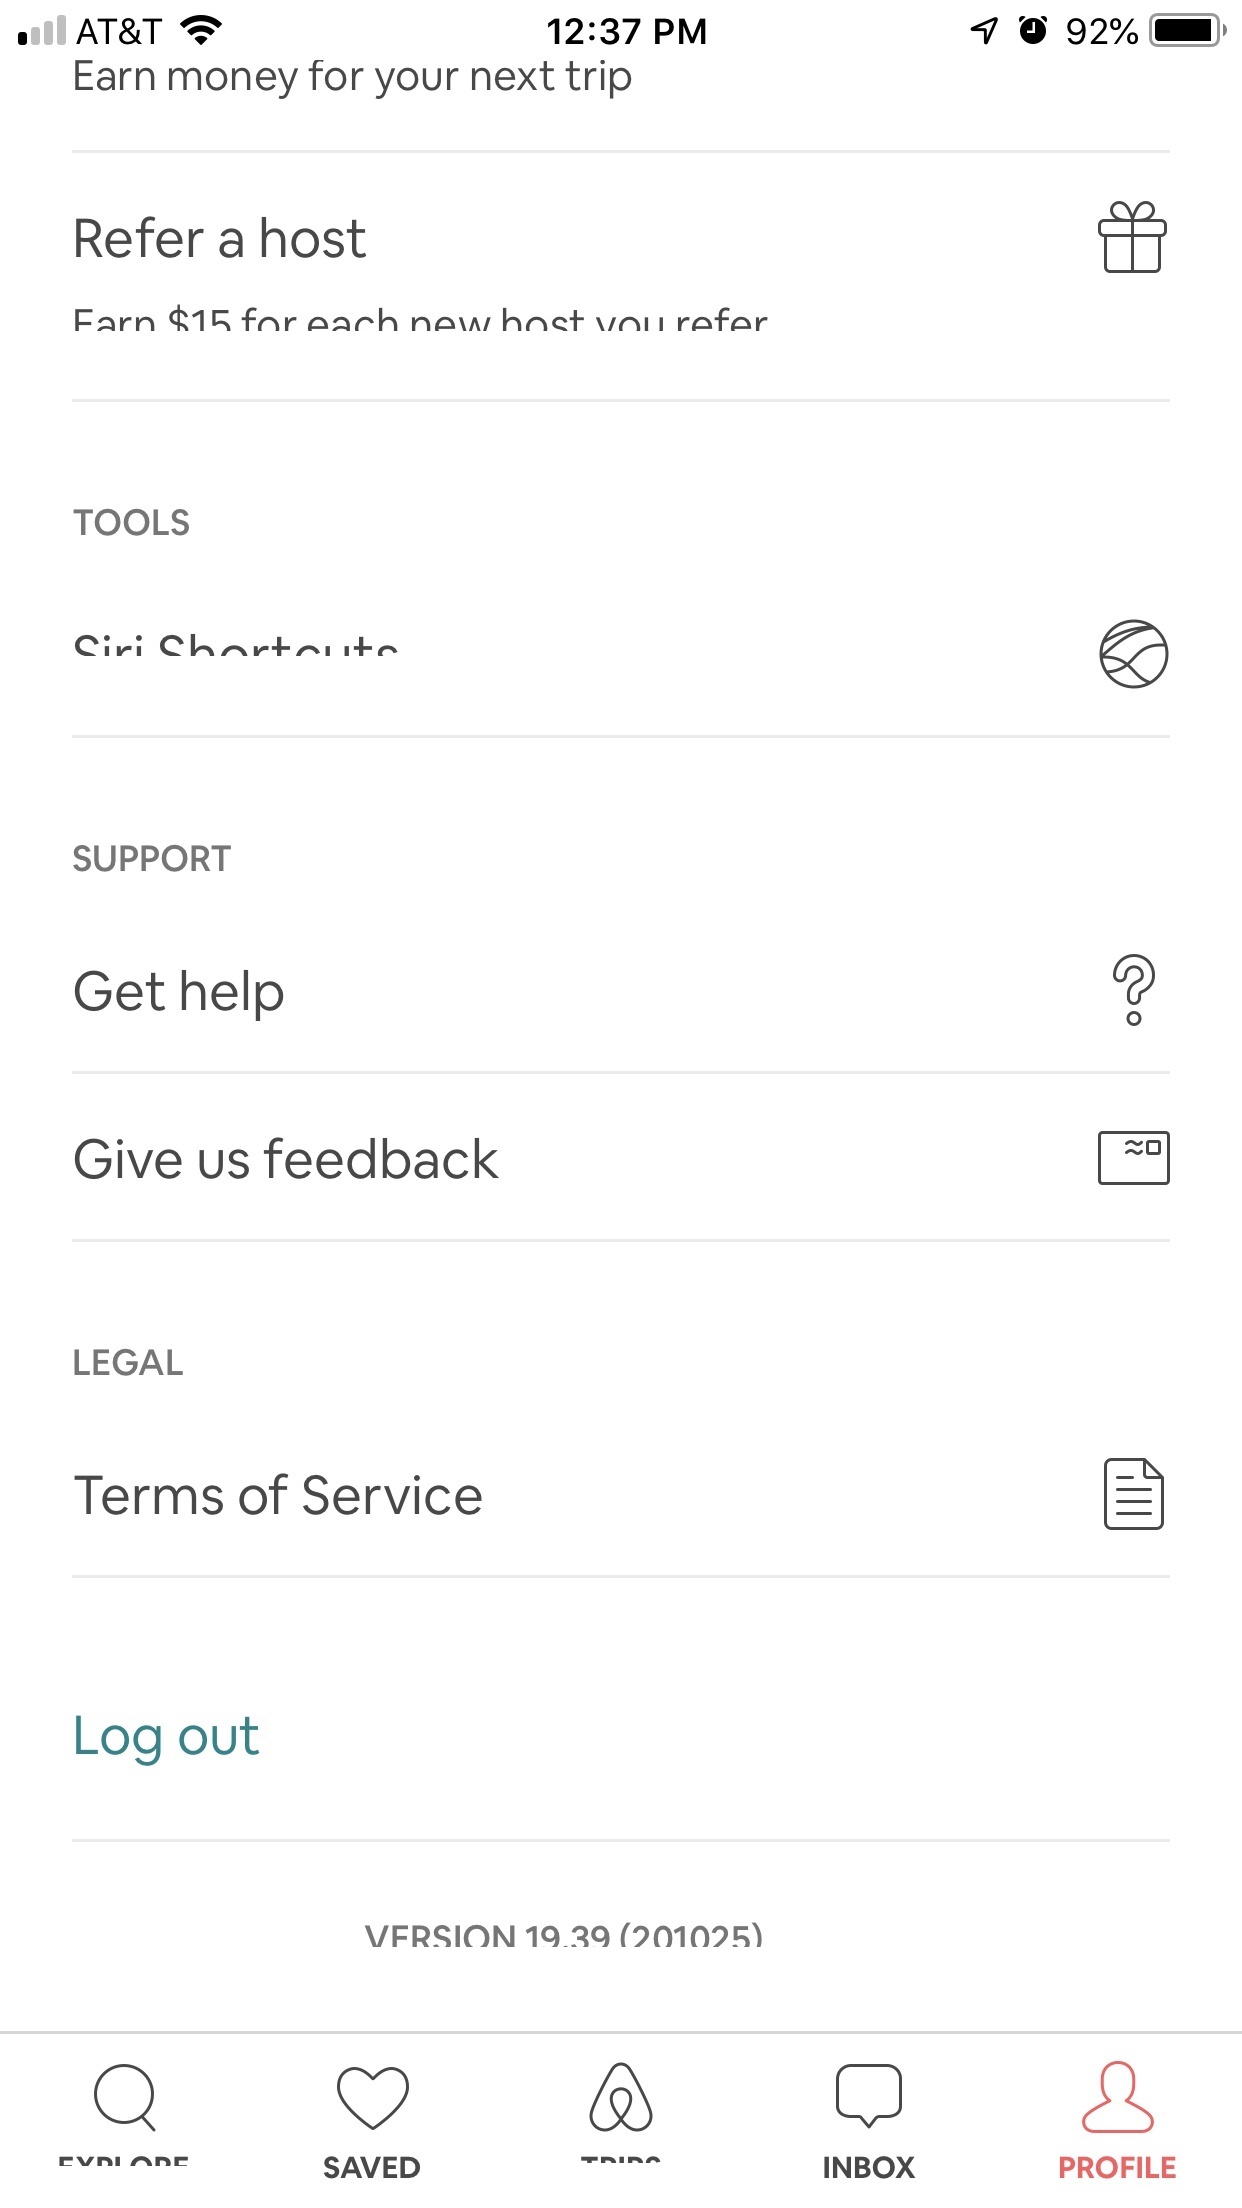 AT&T 12:37 PM 92%
Earn money for your next trip
Refer a host
Earn $15 for each new host you refer
TOOLS
Siri Shortcuts
SUPPORT
Get help
Give us feedback
LEGAL
Terms of Service
Log out
VERSION 19.39 (201025)
EXPLORE SAVED TRIPS INBOX PROFILE